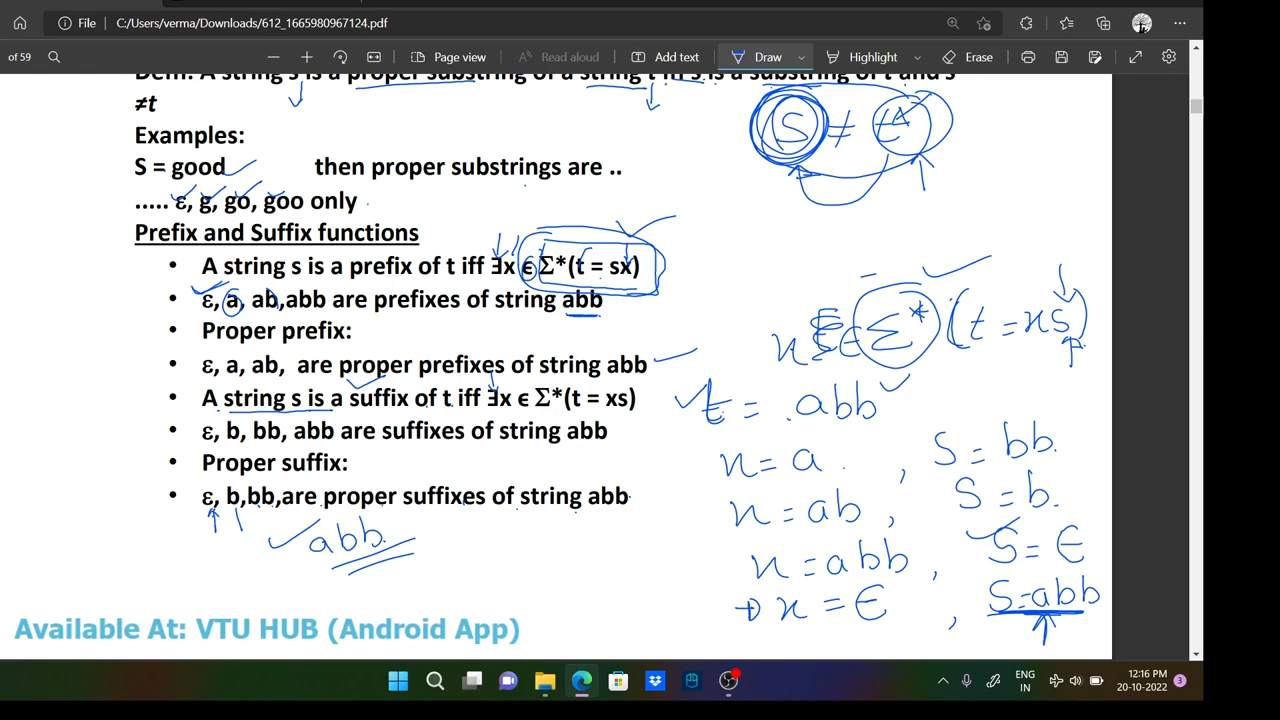 File C:/Users/verma/Downloads/612_1665980967124.pdf
of 59 Page view Read aloud Add text Draw Highlight Erase
Defn: A string s is a proper substring of a string t iff s is a substring of t and s
≠t
Examples:
S = good then proper substrings are ..
..... ε, g, go, goo only
Prefix and Suffix functions
• A string s is a prefix of t iff ∃x ϵ Σ*(t = sx)
• ε, a, ab,abb are prefixes of string abb
• Proper prefix:
• ε, a, ab, are proper prefixes of string abb
• A string s is a suffix of t iff ∃x ϵ Σ*(t = xs)
• ε, b, bb, abb are suffixes of string abb
• Proper suffix:
• ε, b,bb,are proper suffixes of string abb
abb
S ≠ t
x ∈ Σ* (t = xS)
t = abb
x = a , S = bb.
x = ab , S = b.
x = abb , S = ∈
x = ∈ , S=abb
Available At: VTU HUB (Android App)
ENG
IN
12:16 PM
20-10-2022
3